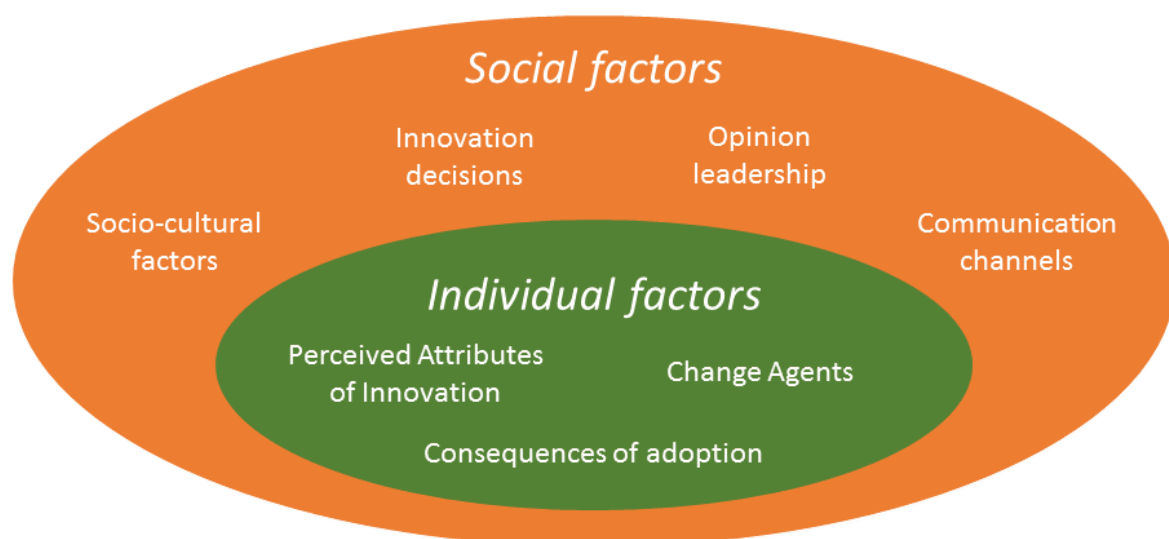 Social factors
Innovation
decisions
Opinion
leadership
Socio-cultural
factors
Communication
channels
Individual factors
Perceived Attributes
of Innovation
Change Agents
Consequences of adoption